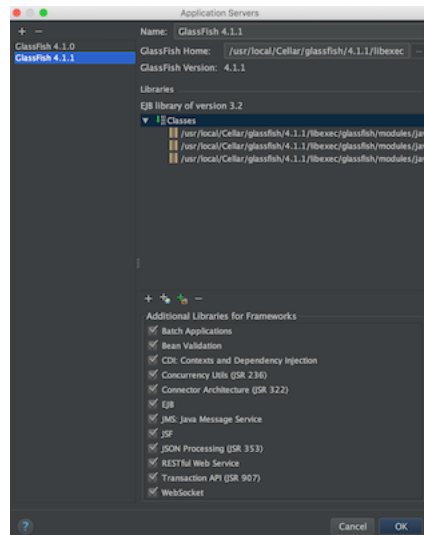 Application Servers
GlassFish 4.1.0
GlassFish 4.1.1
Name: GlassFish 4.1.1
GlassFish Home: /usr/local/Cellar/glassfish/4.1.1/libexec ...
GlassFish Version: 4.1.1
Libraries
EJB library of version 3.2
Classes
/usr/local/Cellar/glassfish/4.1.1/libexec/glassfish/modules/jav
/usr/local/Cellar/glassfish/4.1.1/libexec/glassfish/modules/jav
/usr/local/Cellar/glassfish/4.1.1/libexec/glassfish/modules/jav
Additional Libraries for Frameworks
Batch Applications
Bean Validation
CDI: Contexts and Dependency Injection
Concurrency Utils (JSR 236)
Connector Architecture (JSR 322)
EJB
JMS: Java Message Service
JSF
JSON Processing (JSR 353)
RESTful Web Service
Transaction API (JSR 907)
WebSocket
?
Cancel OK